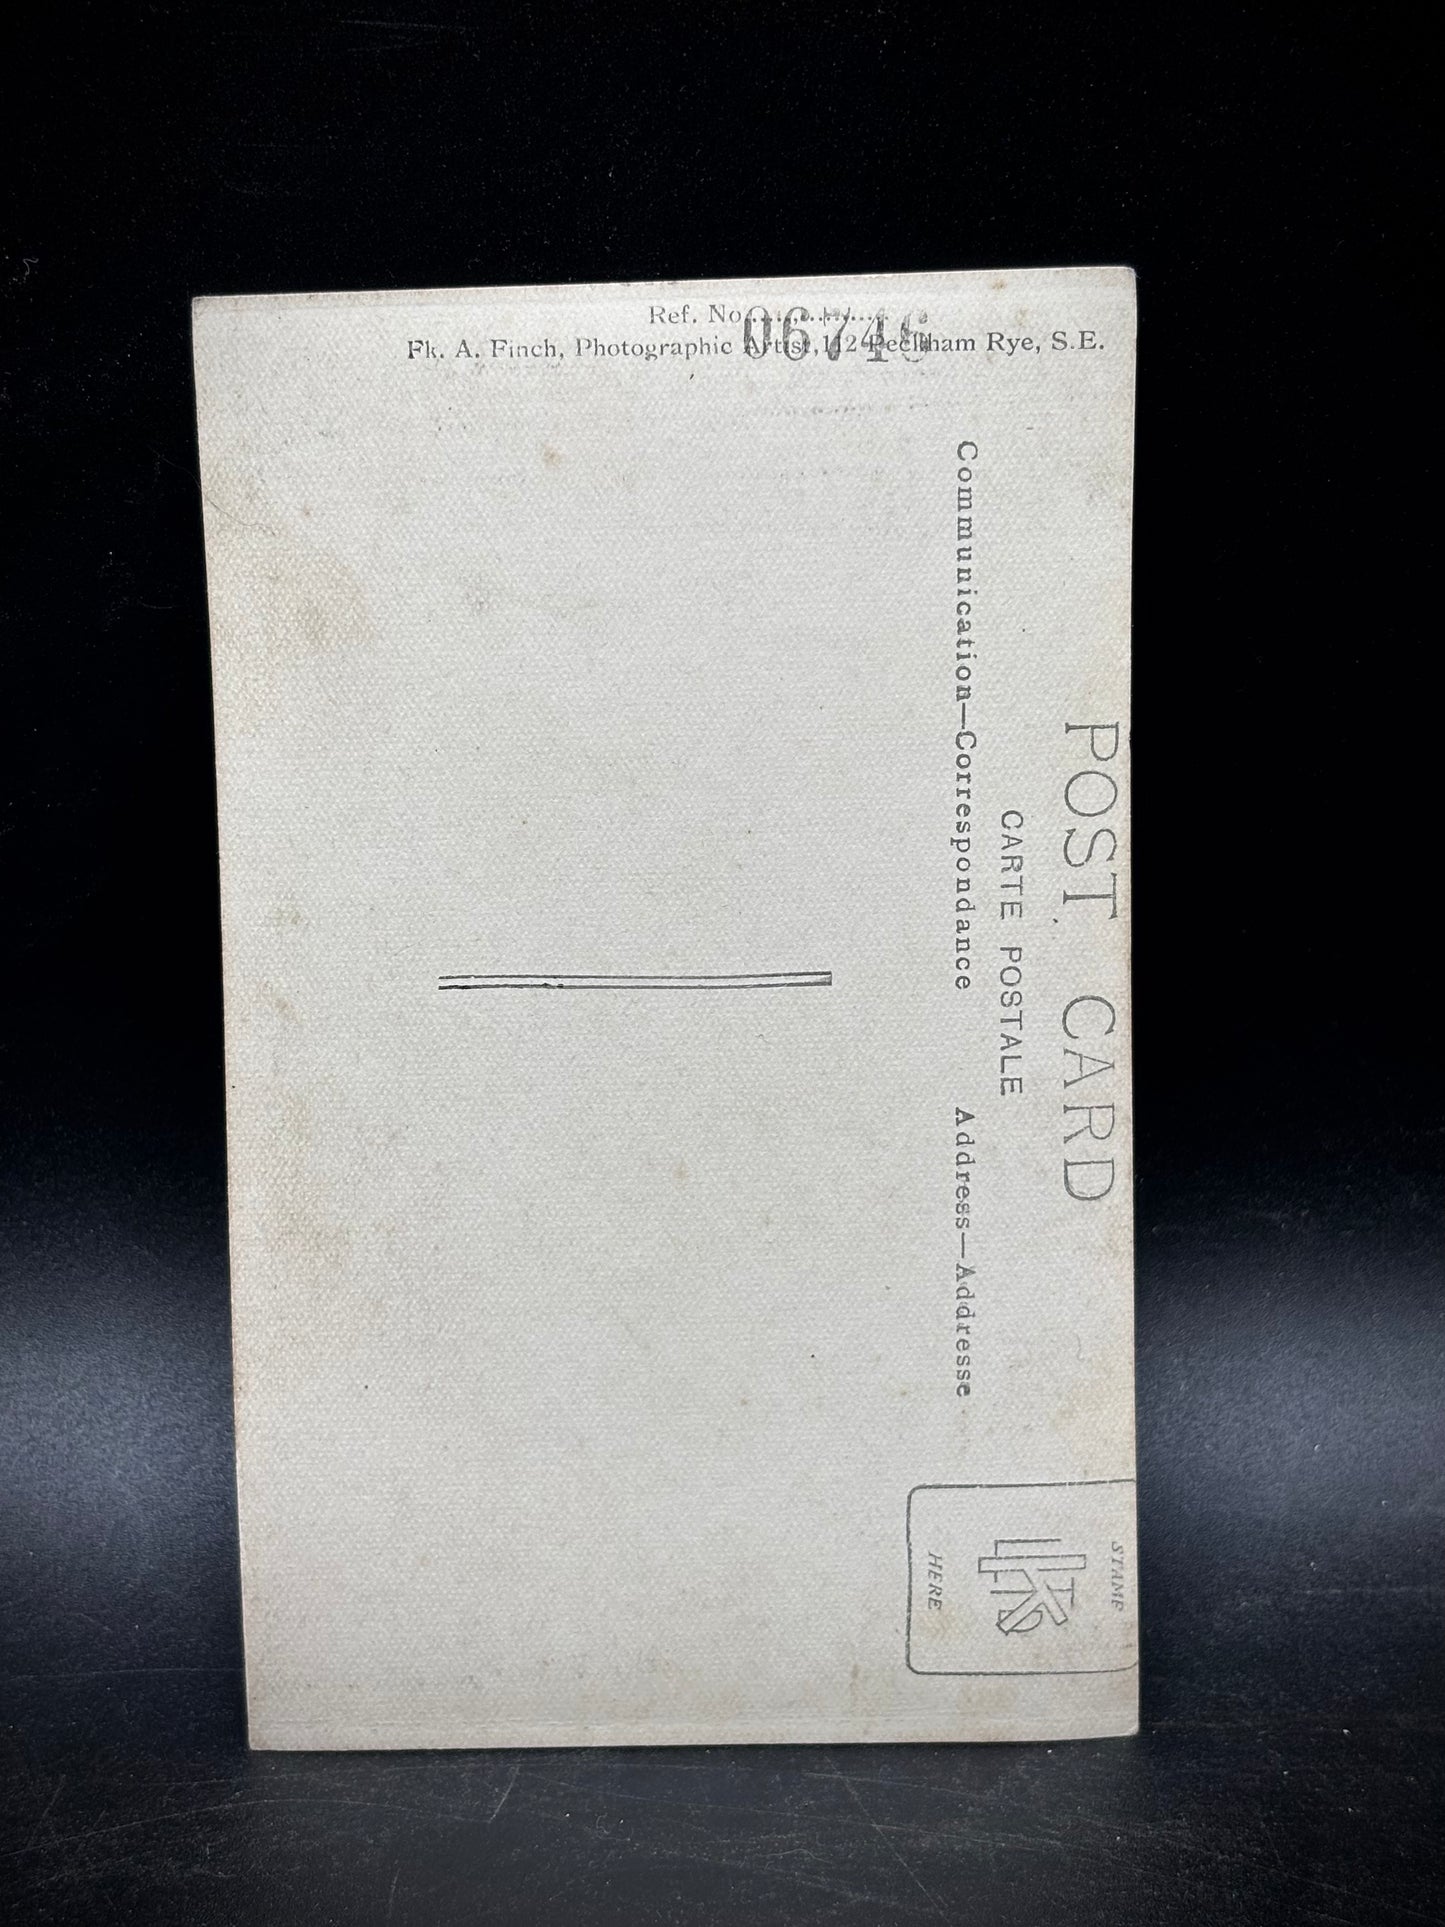 Ref. No.
06746
Fk. A. Finch, Photographic Artist, 112 Peckham Rye, S.E.
POST CARD
CARTE POSTALE
Communication—Correspondance
Address—Addresse
STAMP
HERE